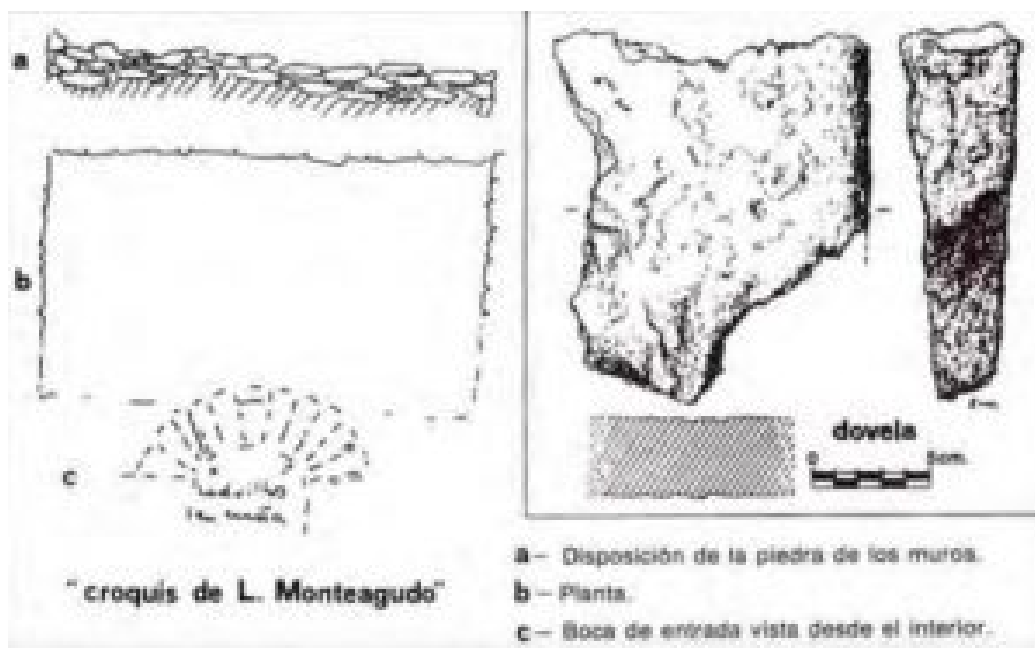 a
b
c
"croquis de L. Monteagudo"
dovela
0 5cm.
a – Disposición de la piedra de los muros.
b – Planta.
c – Boca de entrada vista desde el interior.